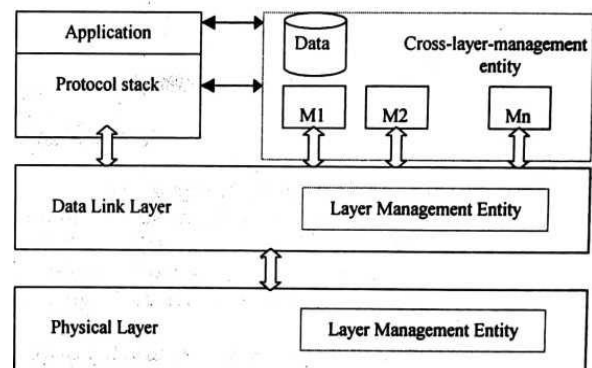 Application
Protocol stack
Data
Cross-layer-management
entity
M1
M2
Mn
Data Link Layer
Layer Management Entity
Physical Layer
Layer Management Entity